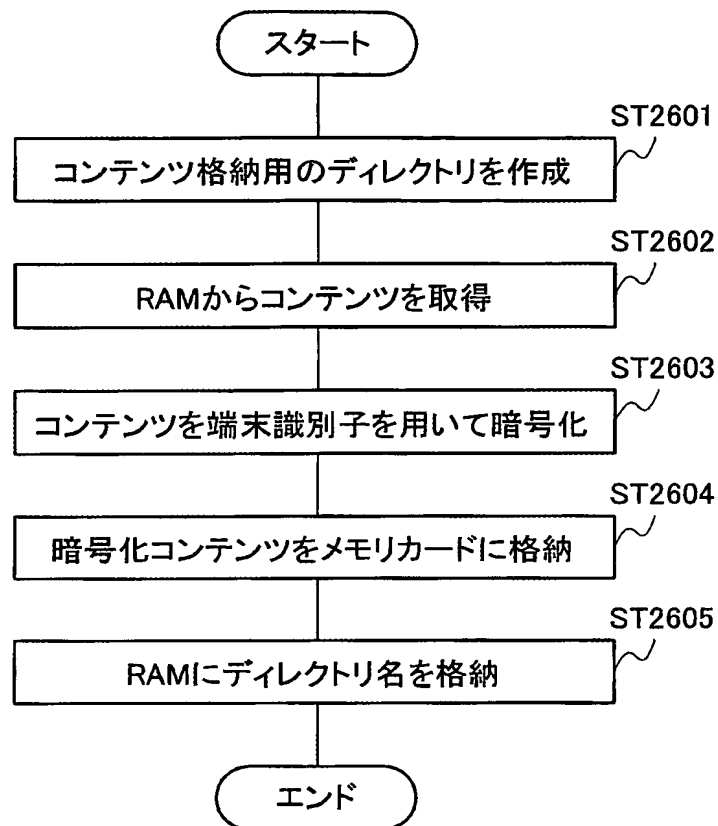 スタート
ST2601
コンテンツ格納用のディレクトリを作成
ST2602
RAMからコンテンツを取得
ST2603
コンテンツを端末識別子を用いて暗号化
ST2604
暗号化コンテンツをメモリカードに格納
ST2605
RAMにディレクトリ名を格納
エンド